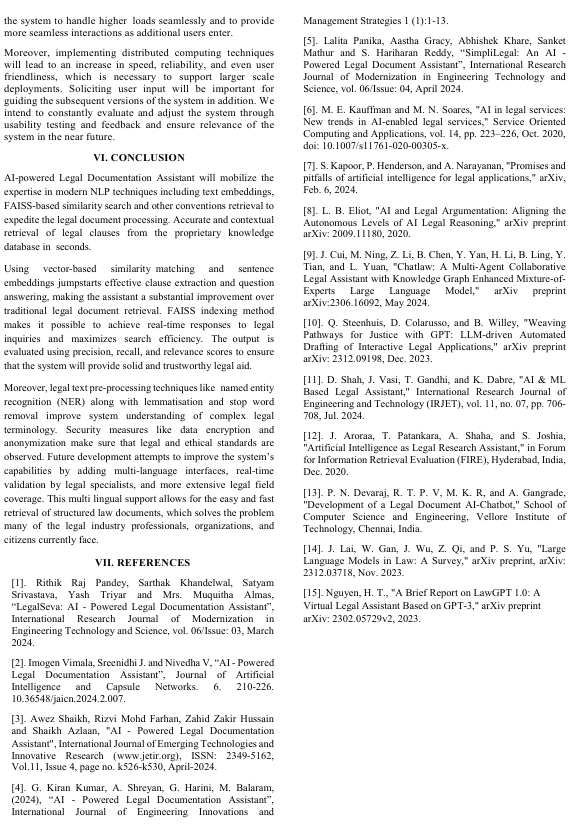 the system to handle higher loads seamlessly and to provide
more seamless interactions as additional users enter.
Moreover, implementing distributed computing techniques
will lead to an increase in speed, reliability, and even user
friendliness, which is necessary to support larger scale
deployments. Soliciting user input will be important for
guiding the subsequent versions of the system in addition. We
intend to constantly evaluate and adjust the system through
usability testing and feedback and ensure relevance of the
system in the near future.
VI. CONCLUSION
AI-powered Legal Documentation Assistant will mobilize the
expertise in modern NLP techniques including text embeddings,
FAISS-based similarity search and other conventions retrieval to
expedite the legal document processing. Accurate and contextual
retrieval of legal clauses from the proprietary knowledge
database in seconds.
Using vector-based similarity matching and sentence
embeddings jumpstarts effective clause extraction and question
answering, making the assistant a substantial improvement over
traditional legal document retrieval. FAISS indexing method
makes it possible to achieve real-time responses to legal
inquiries and maximizes search efficiency. The output is
evaluated using precision, recall, and relevance scores to ensure
that the system will provide solid and trustworthy legal aid.
Moreover, legal text pre-processing techniques like named entity
recognition (NER) along with lemmatisation and stop word
removal improve system understanding of complex legal
terminology. Security measures like data encryption and
anonymization make sure that legal and ethical standards are
observed. Future development attempts to improve the system's
capabilities by adding multi-language interfaces, real-time
validation by legal specialists, and more extensive legal field
coverage. This multi lingual support allows for the easy and fast
retrieval of structured law documents, which solves the problem
many of the legal industry professionals, organizations, and
citizens currently face.
VII. REFERENCES
[1]. Rithik Raj Pandey, Sarthak Khandelwal, Satyam
Srivastava, Yash Triyar and Mrs. Muquitha Almas,
“LegalSeva: AI - Powered Legal Documentation Assistant”,
International Research Journal of Modernization in
Engineering Technology and Science, vol. 06/Issue: 03, March
2024.
[2]. Imogen Vimala, Sreenidhi J. and Nivedha V, “AI - Powered
Legal Documentation Assistant”, Journal of Artificial
Intelligence and Capsule Networks. 6. 210-226.
10.36548/jaicn.2024.2.007.
[3]. Awez Shaikh, Rizvi Mohd Farhan, Zahid Zakir Hussain
and Shaikh Azlaan, "AI - Powered Legal Documentation
Assistant", International Journal of Emerging Technologies and
Innovative Research (www.jetir.org), ISSN: 2349-5162,
Vol.11, Issue 4, page no. k526-k530, April-2024.
[4]. G. Kiran Kumar, A. Shreyan, G. Harini, M. Balaram,
(2024), “AI - Powered Legal Documentation Assistant”,
International Journal of Engineering Innovations and
Management Strategies 1 (1):1-13.
[5]. Lalita Panika, Aastha Gracy, Abhishek Khare, Sanket
Mathur and S. Hariharan Reddy, “SimpliLegal: An AI -
Powered Legal Document Assistant”, International Research
Journal of Modernization in Engineering Technology and
Science, vol. 06/Issue: 04, April 2024.
[6]. M. E. Kauffman and M. N. Soares, "AI in legal services:
New trends in AI-enabled legal services," Service Oriented
Computing and Applications, vol. 14, pp. 223–226, Oct. 2020,
doi: 10.1007/s11761-020-00305-x.
[7]. S. Kapoor, P. Henderson, and A. Narayanan, "Promises and
pitfalls of artificial intelligence for legal applications," arXiv,
Feb. 6, 2024.
[8]. L. B. Eliot, "AI and Legal Argumentation: Aligning the
Autonomous Levels of AI Legal Reasoning," arXiv preprint
arXiv: 2009.11180, 2020.
[9]. J. Cui, M. Ning, Z. Li, B. Chen, Y. Yan, H. Li, B. Ling, Y.
Tian, and L. Yuan, "Chatlaw: A Multi-Agent Collaborative
Legal Assistant with Knowledge Graph Enhanced Mixture-of-
Experts Large Language Model," arXiv preprint
arXiv:2306.16092, May 2024.
[10]. Q. Steenhuis, D. Colarusso, and B. Willey, "Weaving
Pathways for Justice with GPT: LLM-driven Automated
Drafting of Interactive Legal Applications," arXiv preprint
arXiv: 2312.09198, Dec. 2023.
[11]. D. Shah, J. Vasi, T. Gandhi, and K. Dabre, "AI & ML
Based Legal Assistant," International Research Journal of
Engineering and Technology (IRJET), vol. 11, no. 07, pp. 706-
708, Jul. 2024.
[12]. J. Aroraa, T. Patankara, A. Shaha, and S. Joshia,
"Artificial Intelligence as Legal Research Assistant," in Forum
for Information Retrieval Evaluation (FIRE), Hyderabad, India,
Dec. 2020.
[13]. P. N. Devaraj, R. T. P. V, M. K. R, and A. Gangrade,
"Development of a Legal Document AI-Chatbot," School of
Computer Science and Engineering, Vellore Institute of
Technology, Chennai, India.
[14]. J. Lai, W. Gan, J. Wu, Z. Qi, and P. S. Yu, "Large
Language Models in Law: A Survey," arXiv preprint, arXiv:
2312.03718, Nov. 2023.
[15]. Nguyen, H. T., "A Brief Report on LawGPT 1.0: A
Virtual Legal Assistant Based on GPT-3," arXiv preprint
arXiv: 2302.05729v2, 2023.